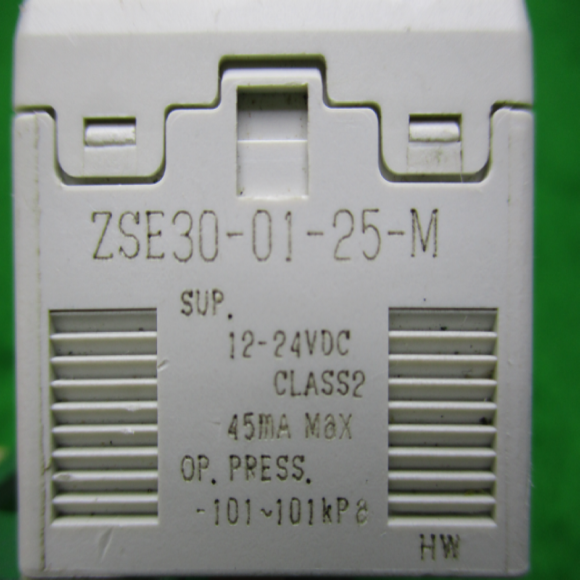 ZSE30-01-25-M
SUP.
12-24VDC
CLASS2
45mA Max
OP. PRESS.
-101~101kPa
HW